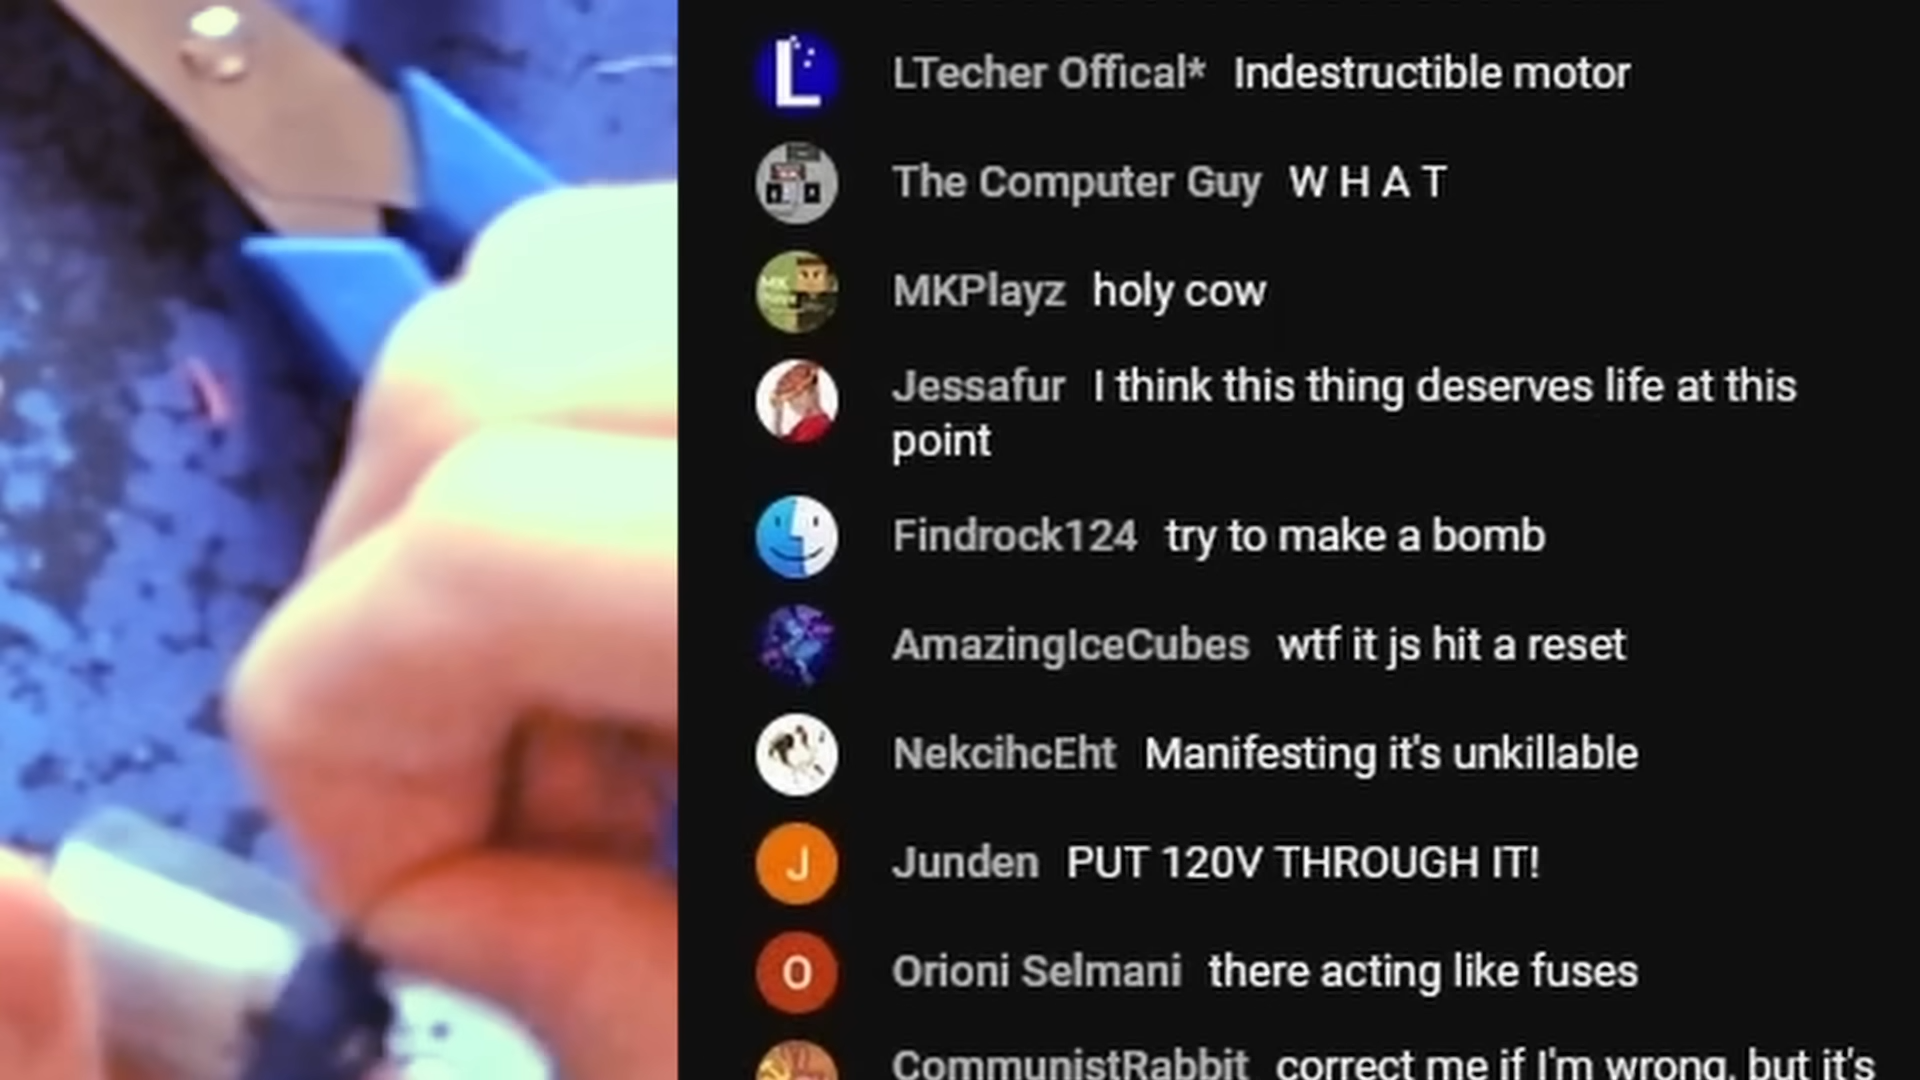 L
LTecher Offical* Indestructible motor
The Computer Guy W H A T
MKPlayz holy cow
Jessafur I think this thing deserves life at this
point
Findrock124 try to make a bomb
AmazingIceCubes wtf it js hit a reset
NekcihcEht Manifesting it's unkillable
J
Junden PUT 120V THROUGH IT!
O
Orioni Selmani there acting like fuses
CommunistRabbit correct me if I'm wrong, but it's